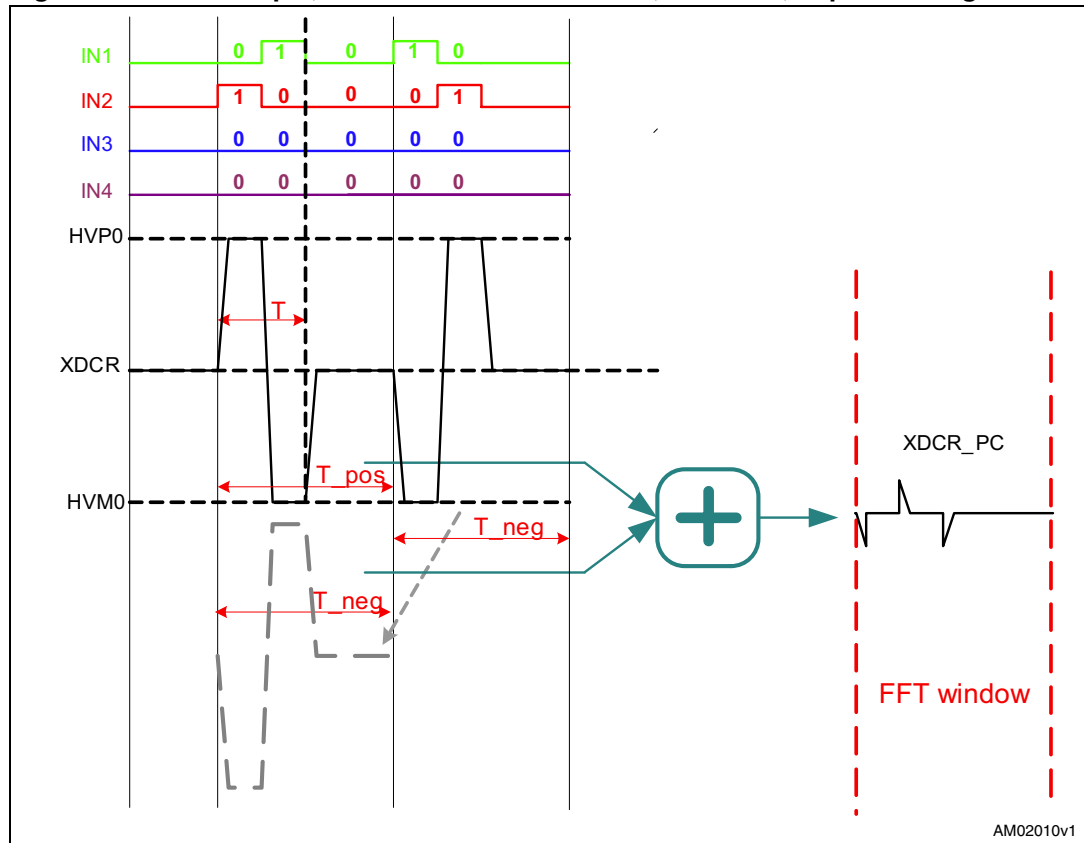 IN1 0 1 0 1 0
IN2 1 0 0 0 1
IN3 0 0 0 0 0
IN4 0 0 0 0 0
HVP0
T
XDCR
XDCR_PC
T_pos
HVM0
T_neg
T_neg
FFT window
AM02010v1